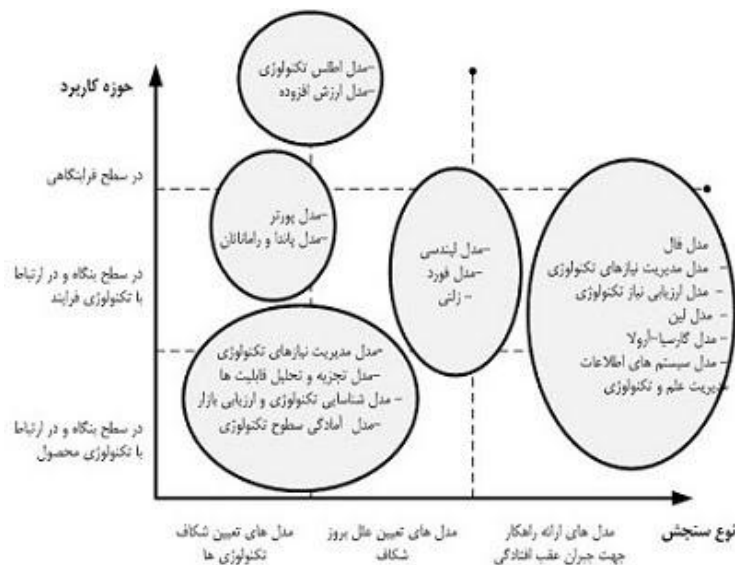 -مدل اطلس تکنولوژی
-مدل ارزش افزوده
حوزه کاربرد
در سطح فرابنگاهی
-مدل پورتر
-مدل پاندا و راماناتان
-مدل لیندسی
-مدل فورد
- زلنی
مدل فال
- مدل مدیریت نیازهای تکنولوژی
- مدل ارزیابی نیاز تکنولوژی
- مدل لین
- مدل گارسیا-آرولا
- مدل سیستم های اطلاعات
مدیریت علم و تکنولوژی
در سطح بنگاه و در ارتباط
با تکنولوژی فرایند
-مدل مدیریت نیازهای تکنولوژی
-مدل تجزیه و تحلیل قابلیت ها
- مدل شناسایی تکنولوژی و ارزیابی بازار
-مدل آمادگی سطوح تکنولوژی
در سطح بنگاه و در ارتباط
با تکنولوژی محصول
نوع سنجش
مدل های ارائه راهکار
جهت جبران عقب افتادگی
مدل های تعیین علل بروز
شکاف
مدل های تعیین شکاف
تکنولوژی ها